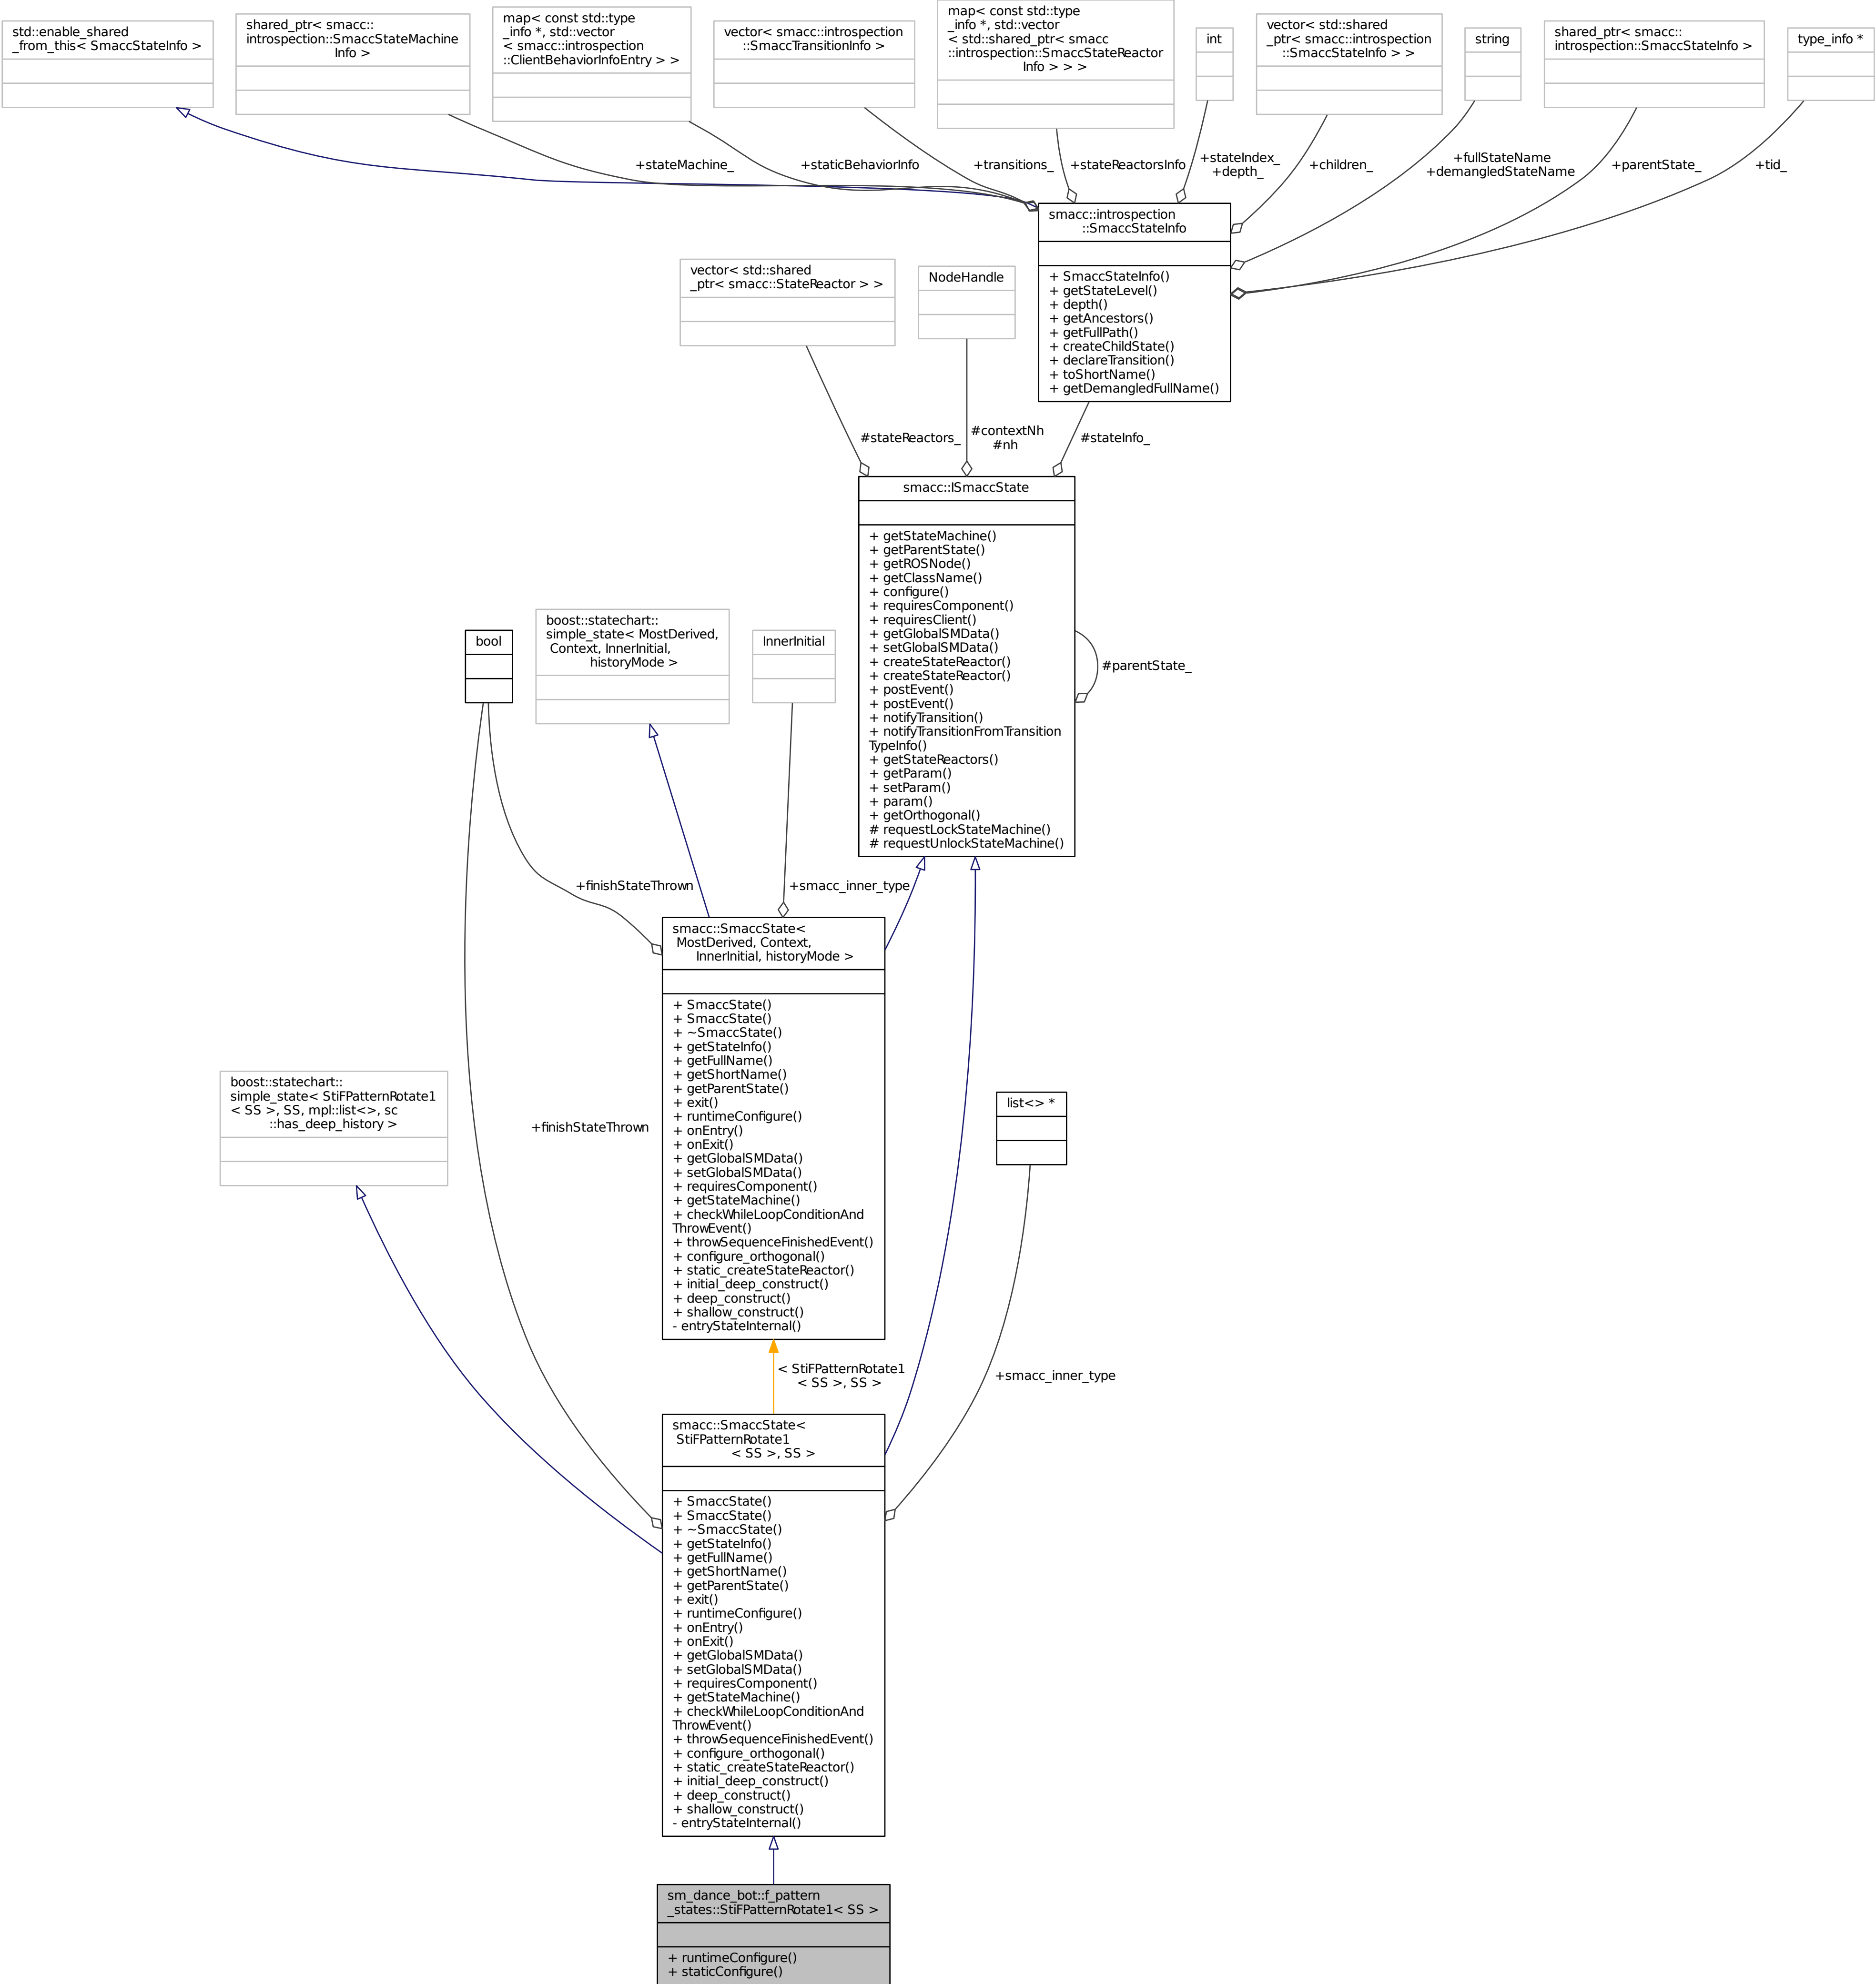 std::enable_shared
_from_this< SmaccStateInfo >
shared_ptr< smacc::
introspection::SmaccStateMachine
Info >
map< const std::type
_info *, std::vector
< smacc::introspection
::ClientBehaviorInfoEntry > >
vector< smacc::introspection
::SmaccTransitionInfo >
map< const std::type
_info *, std::vector
< std::shared_ptr< smacc
::introspection::SmaccStateReactor
Info > > >
int
vector< std::shared
_ptr< smacc::introspection
::SmaccStateInfo > >
string
shared_ptr< smacc::
introspection::SmaccStateInfo >
type_info *
+stateMachine_
+staticBehaviorInfo
+transitions_
+stateReactorsInfo
+stateIndex_
+depth_
+children_
+fullStateName
+demangledStateName
+parentState_
+tid_
smacc::introspection
::SmaccStateInfo
+ SmaccStateInfo()
+ getStateLevel()
+ depth()
+ getAncestors()
+ getFullPath()
+ createChildState()
+ declareTransition()
+ toShortName()
+ getDemangledFullName()
vector< std::shared
_ptr< smacc::StateReactor > >
NodeHandle
#stateReactors_
#contextNh
#nh
#stateInfo_
smacc::ISmaccState
+ getStateMachine()
+ getParentState()
+ getROSNode()
+ getClassName()
+ configure()
+ requiresComponent()
+ requiresClient()
+ getGlobalSMData()
+ setGlobalSMData()
+ createStateReactor()
+ createStateReactor()
+ postEvent()
+ postEvent()
+ notifyTransition()
+ notifyTransitionFromTransition
TypeInfo()
+ getStateReactors()
+ getParam()
+ setParam()
+ param()
+ getOrthogonal()
# requestLockStateMachine()
# requestUnlockStateMachine()
#parentState_
bool
boost::statechart::
simple_state< MostDerived,
Context, InnerInitial,
historyMode >
InnerInitial
+finishStateThrown
+smacc_inner_type
smacc::SmaccState<
MostDerived, Context,
InnerInitial, historyMode >
+ SmaccState()
+ SmaccState()
+ ~SmaccState()
+ getStateInfo()
+ getFullName()
+ getShortName()
+ getParentState()
+ exit()
+ runtimeConfigure()
+ onEntry()
+ onExit()
+ getGlobalSMData()
+ setGlobalSMData()
+ requiresComponent()
+ getStateMachine()
+ checkWhileLoopConditionAnd
ThrowEvent()
+ throwSequenceFinishedEvent()
+ configure_orthogonal()
+ static_createStateReactor()
+ initial_deep_construct()
+ deep_construct()
+ shallow_construct()
- entryStateInternal()
boost::statechart::
simple_state< StiFPatternRotate1
< SS >, SS, mpl::list<>, sc
::has_deep_history >
+finishStateThrown
list<> *
< StiFPatternRotate1
< SS >, SS >
+smacc_inner_type
smacc::SmaccState<
StiFPatternRotate1
< SS >, SS >
+ SmaccState()
+ SmaccState()
+ ~SmaccState()
+ getStateInfo()
+ getFullName()
+ getShortName()
+ getParentState()
+ exit()
+ runtimeConfigure()
+ onEntry()
+ onExit()
+ getGlobalSMData()
+ setGlobalSMData()
+ requiresComponent()
+ getStateMachine()
+ checkWhileLoopConditionAnd
ThrowEvent()
+ throwSequenceFinishedEvent()
+ configure_orthogonal()
+ static_createStateReactor()
+ initial_deep_construct()
+ deep_construct()
+ shallow_construct()
- entryStateInternal()
sm_dance_bot::f_pattern
_states::StiFPatternRotate1< SS >
+ runtimeConfigure()
+ staticConfigure()